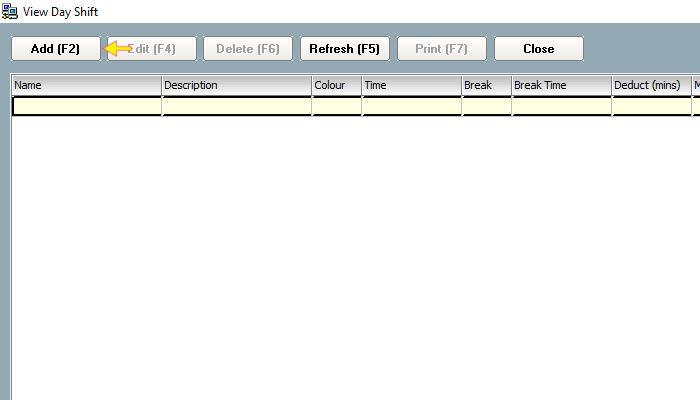 View Day Shift
Add (F2) Edit (F4) Delete (F6) Refresh (F5) Print (F7) Close
Name Description Colour Time Break Break Time Deduct (mins) M